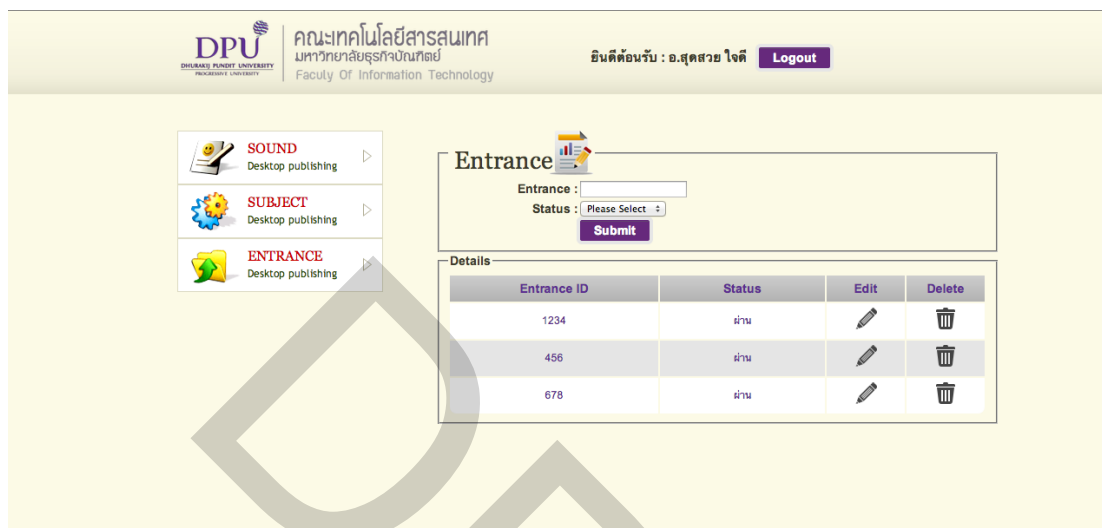 DPU
DHURAKIJ PUNDIT UNIVERSITY
PROGRESSIVE UNIVERSITY
คณะเทคโนโลยีสารสนเทศ
มหาวิทยาลัยธุรกิจบัณฑิตย์
Faculy Of Information Technology
ยินดีต้อนรับ : อ.สุดสวย ใจดี
Logout
SOUND
Desktop publishing
SUBJECT
Desktop publishing
ENTRANCE
Desktop publishing
Entrance
Entrance :
Status : Please Select
Submit
Details
Entrance ID Status Edit Delete
1234 ผ่าน
456 ผ่าน
678 ผ่าน